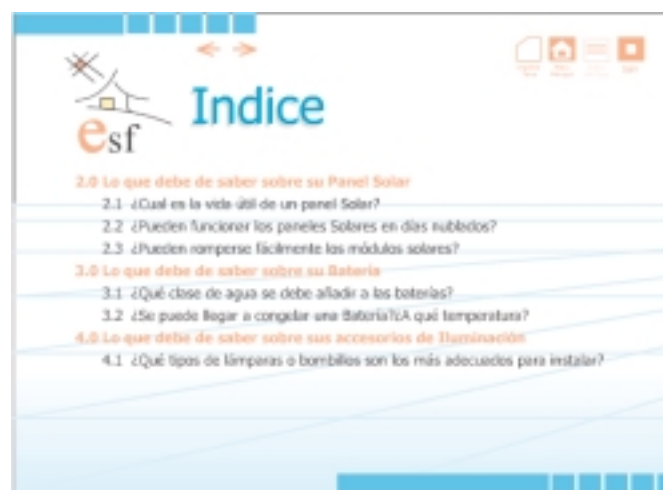 esf
Indice
2.0 Lo que debe de saber sobre su Panel Solar
2.1 ¿Cual es la vida útil de un panel Solar?
2.2 ¿Pueden funcionar los paneles Solares en días nublados?
2.3 ¿Pueden romperse fácilmente los módulos solares?
3.0 Lo que debe de saber sobre su Batería
3.1 ¿Qué clase de agua se debe añadir a las baterías?
3.2 ¿Se puede llegar a congelar una Batería?¿A qué temperatura?
4.0 Lo que debe de saber sobre sus accesorios de Iluminación
4.1 ¿Qué tipos de lámparas o bombillos son los más adecuados para instalar?